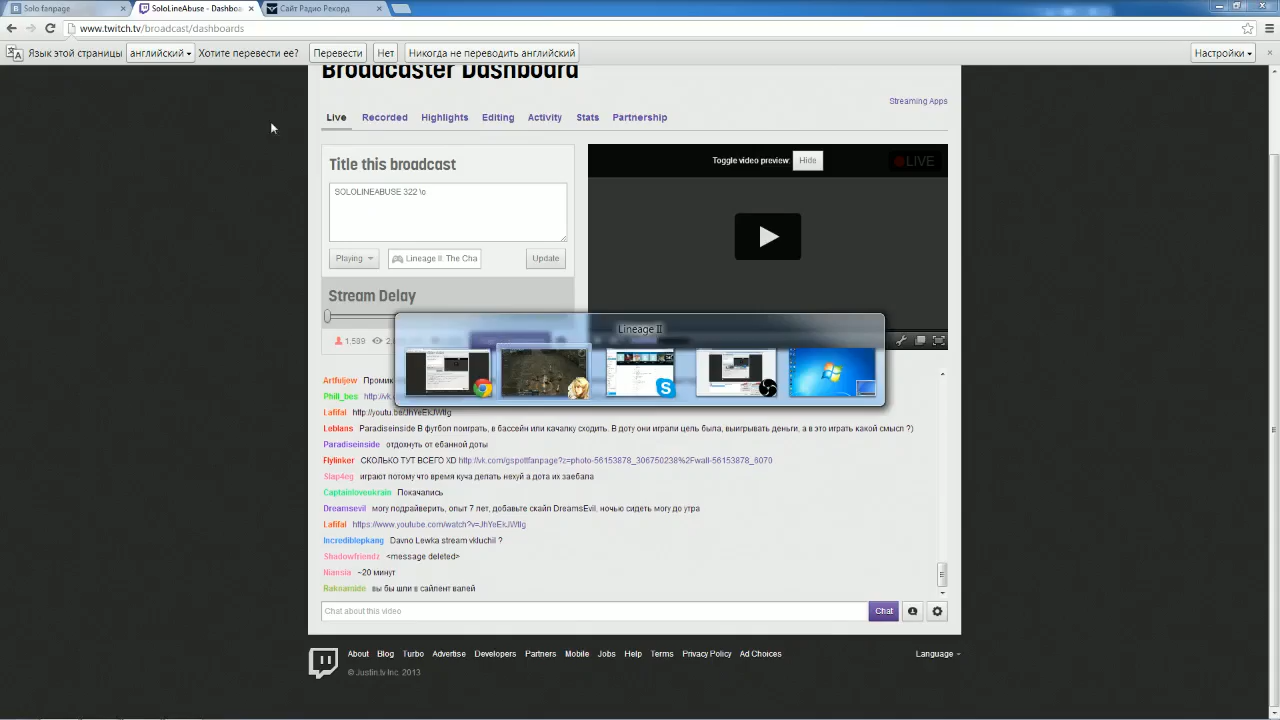 Solo fanpage
SoloLineAbuse - Dashboa
Сайт Радио Рекорд
www.twitch.tv/broadcast/dashboards
Язык этой страницы английский Хотите перевести ее? Перевести Нет Никогда не переводить английский Настройки
Broadcaster Dashboard
Streaming Apps
Live Recorded Highlights Editing Activity Stats Partnership
Title this broadcast
SOLOLINEABUSE 322 \o
Playing Lineage II: The Cha Update
Toggle video preview: Hide
LIVE
Stream Delay
1,589
Lineage II
Artfuljew
Phill_bes
Lafifal http://youtu.be/JhYeEkJWtlg
Leblans Paradiseinside В футбол поиграть, в бассейн или качалку сходить. В доту они играли цель была, выигрывать деньги, а в это играть какой смысл ?)
Paradiseinside отдохнуть от ебанной доты
Flylinker СКОЛЬКО ТУТ ВСЕГО XD http://vk.com/gspottfanpage?z=photo-56153878_306750238%2Fwall-56153878_6070
Slap4eg играют потому что время куча делать нехуй а дота их заебала
Captainloveukrain Покачались
Dreamsevil могу подрайверить, опыт 7 лет, добавьте скайп DreamsEvil, ночью сидеть могу до утра
Lafifal https://www.youtube.com/watch?v=JhYeEkJWtlg
Incrediblepkang Davno Lewka stream vkluchil ?
Shadowfriendz <message deleted>
Niansia ~20 минут
вы бы шли в сайлент валей
Chat about this video Chat
About Blog Turbo Advertise Developers Partners Mobile Jobs Help Terms Privacy Policy Ad Choices Language
© Justin.tv Inc. 2013